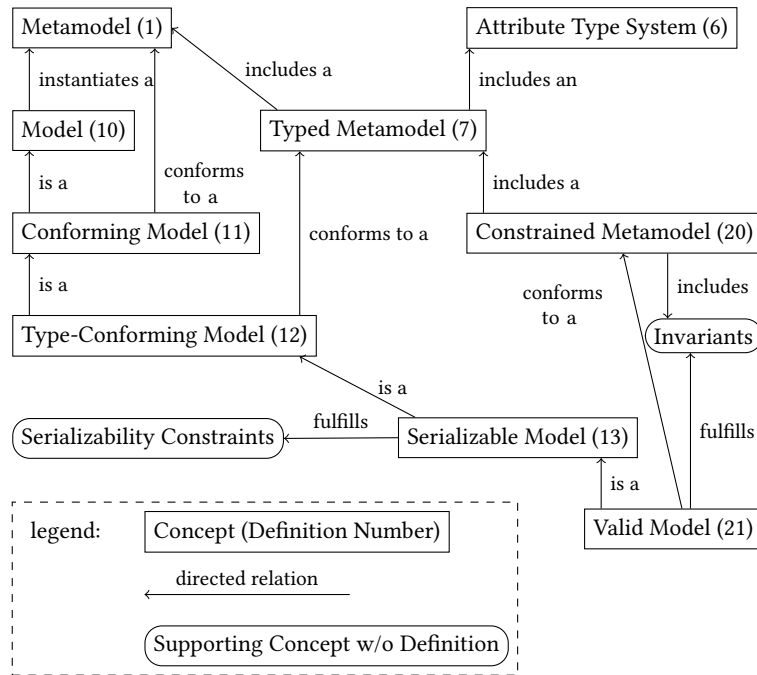 Metamodel (1)
Attribute Type System (6)
includes a
instantiates a
includes an
Model (10)
Typed Metamodel (7)
is a
conforms
to a
includes a
Conforming Model (11)
conforms to a
Constrained Metamodel (20)
is a
conforms
to a
includes
Type-Conforming Model (12)
Invariants
is a
fulfills
fulfills
Serializability Constraints
Serializable Model (13)
is a
legend:
Concept (Definition Number)
Valid Model (21)
directed relation
Supporting Concept w/o Definition